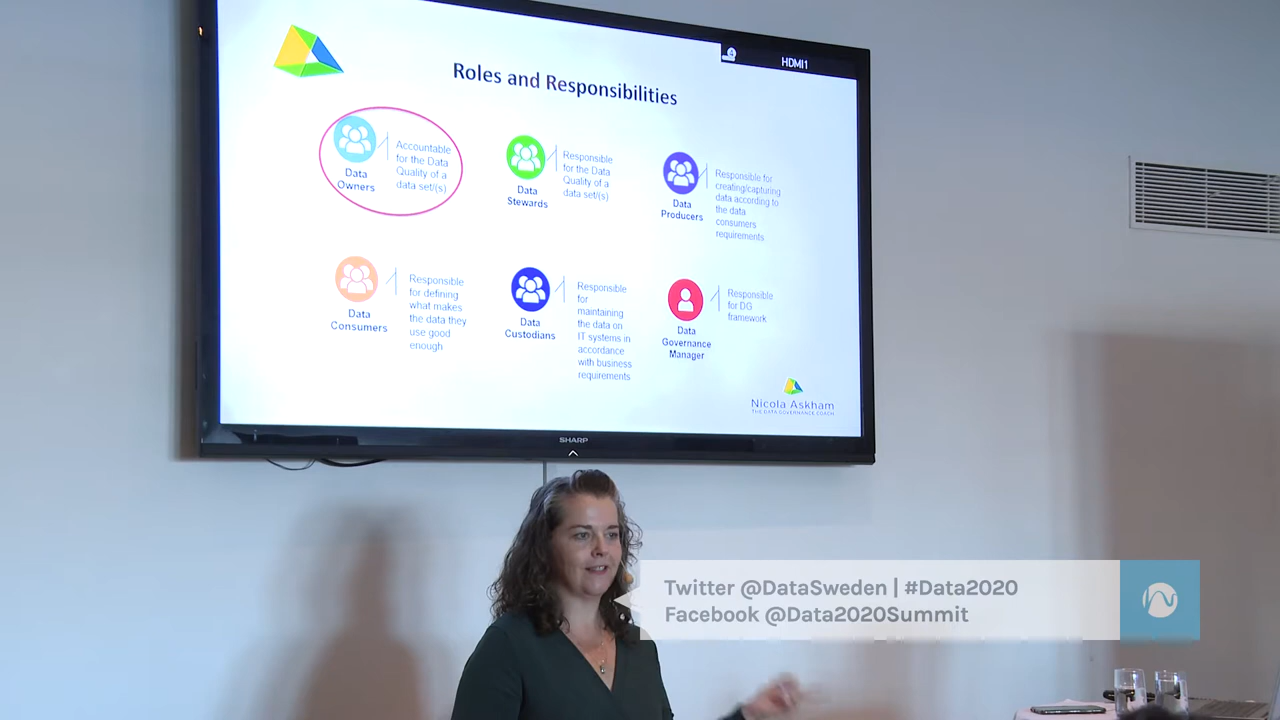 HDMI1
Roles and Responsibilities
Data
Owners
Accountable
for the Data
Quality of a
data set/(s)
Data
Stewards
Responsible
for the Data
Quality of a
data set/(s)
Data
Producers
Responsible for
creating/capturing
data according to
the data
consumers
requirements
Data
Consumers
Responsible
for defining
what makes
the data they
use good
enough
Data
Custodians
Responsible
for
maintaining
the data on
IT systems in
accordance
with business
requirements
Data
Governance
Manager
Responsible
for DG
framework
Nicola Askham
THE DATA GOVERNANCE COACH
SHARP
Twitter @DataSweden | #Data2020
Facebook @Data2020Summit